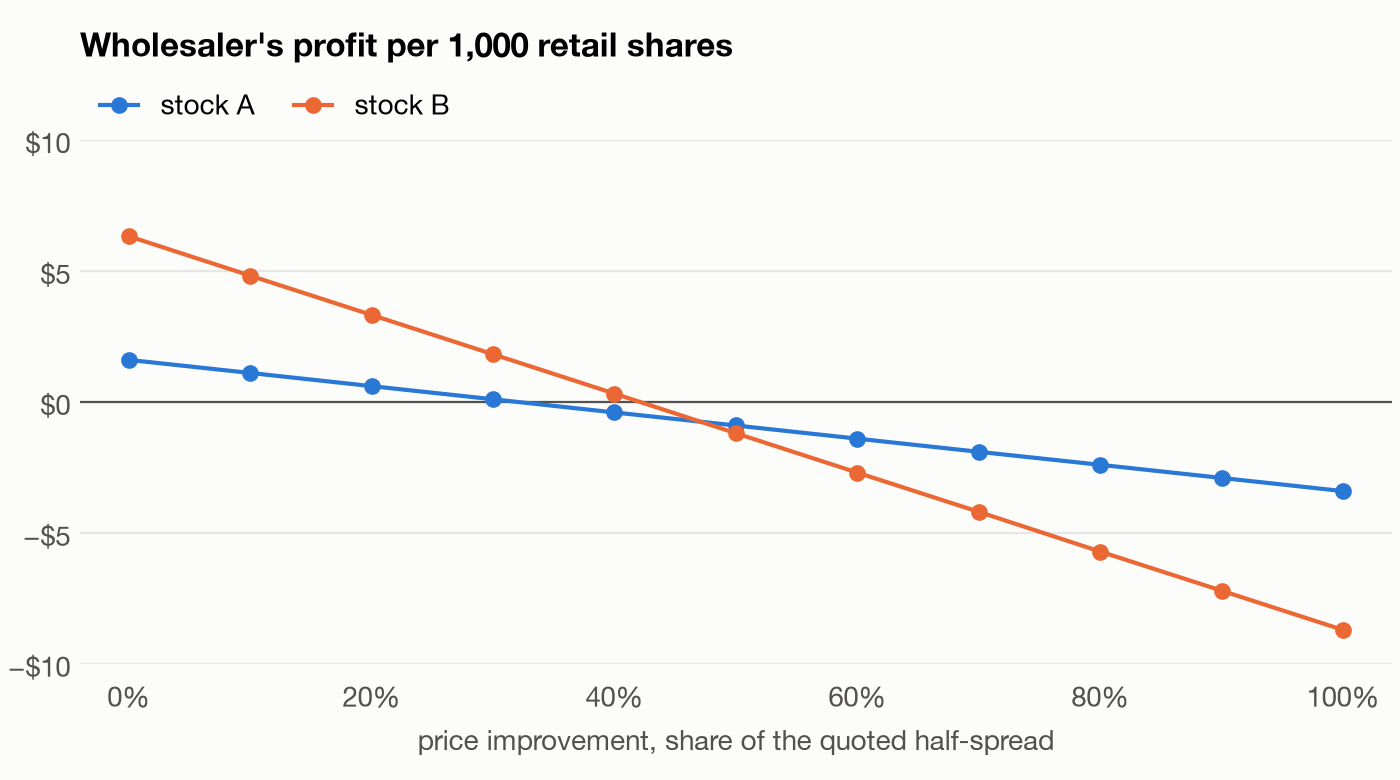 Wholesaler's profit per 1,000 retail shares
stock A stock B
$10
$5
$0
−$5
−$10
0% 20% 40% 60% 80% 100%
price improvement, share of the quoted half-spread